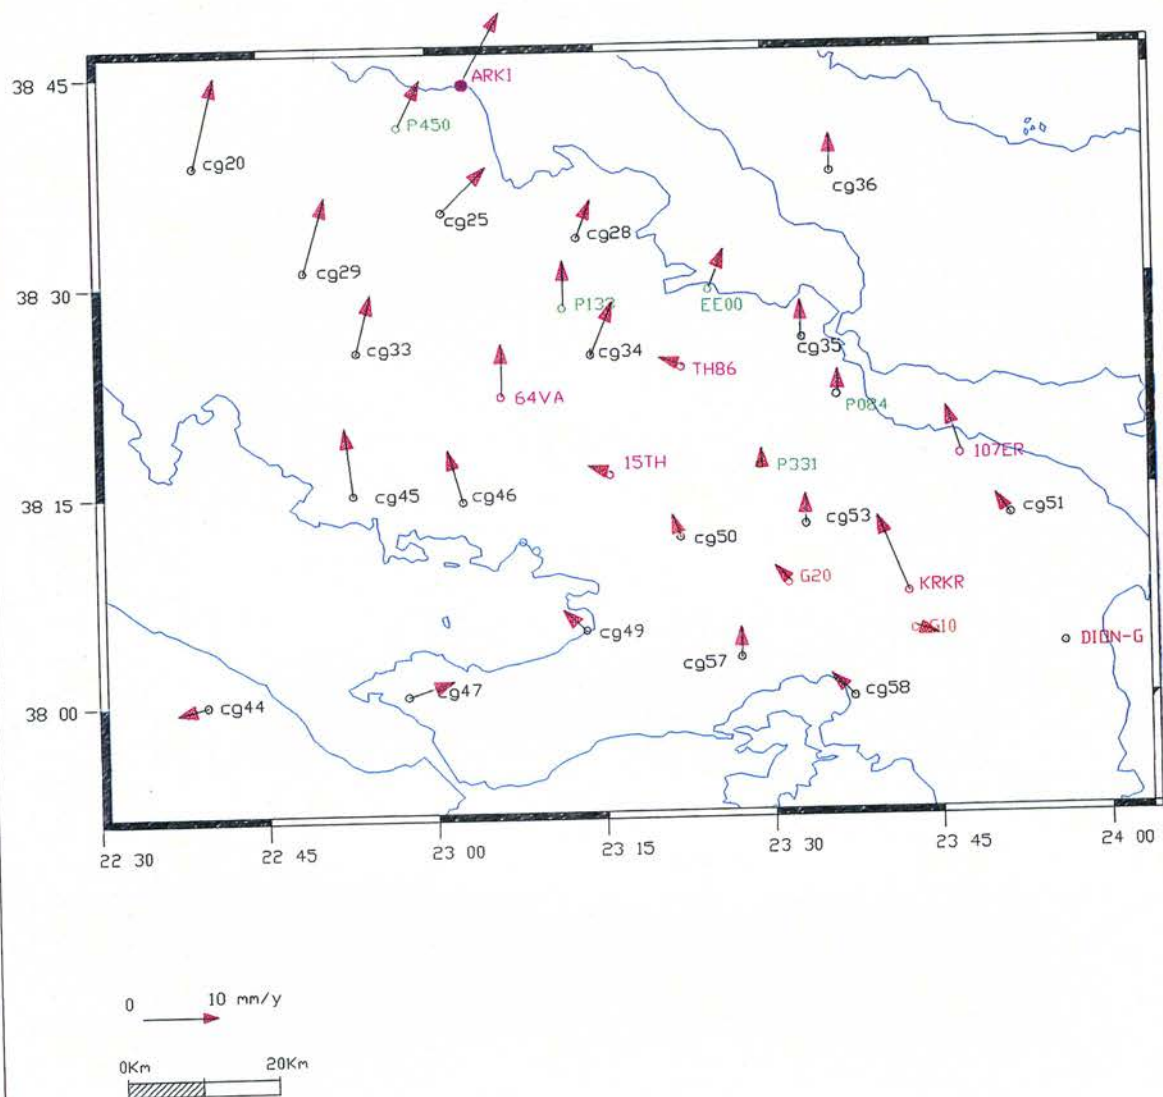 ARKI
38 45
P450
cg20
cg36
cg25
cg28
cg29
38 30
P132
EE00
cg33
cg34
cg35
TH86
64VA
P084
107ER
15TH
P331
cg45
cg46
38 15
cg53
cg51
cg50
G20
KRKR
cg49
G10
DION-G
cg57
cg58
cg47
cg44
38 00
22 30
22 45
23 00
23 15
23 30
23 45
24 00
0
10 mm/y
0Km
20Km